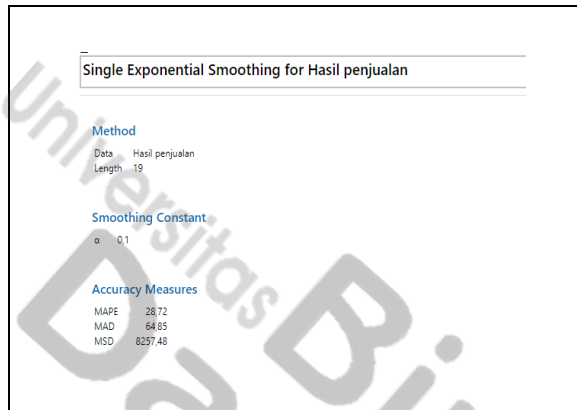 Single Exponential Smoothing for Hasil penjualan
Method
Data Hasil penjualan
Length 19
Smoothing Constant
α 0,1
Accuracy Measures
MAPE 28,72
MAD 64,85
MSD 8257,48
Universitas